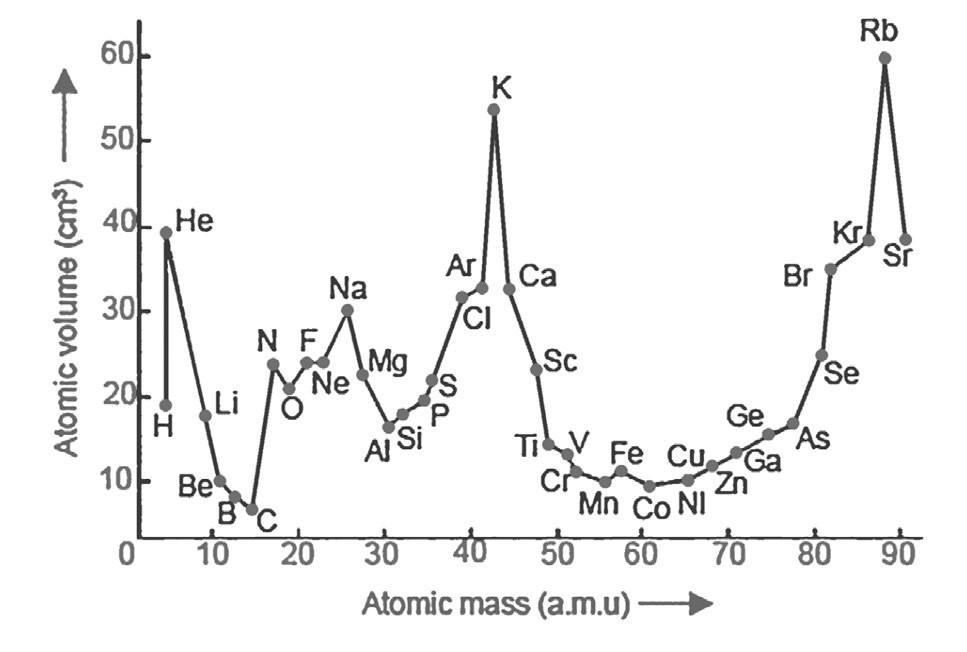 Rb
60
K
50
Atomic volume (cm³)
40
He
Kr
Sr
Ar
Br
Na
Ca
30
Cl
N
F
Mg
Sc
Ne
Se
20
Li
O
S
H
P
Ge
As
Si
Al
Ti
V
Fe
Cu
Ga
10
Be
Cr
Zn
B
C
Mn
Co
NI
0
10
20
30
40
50
60
70
80
90
Atomic mass (a.m.u)